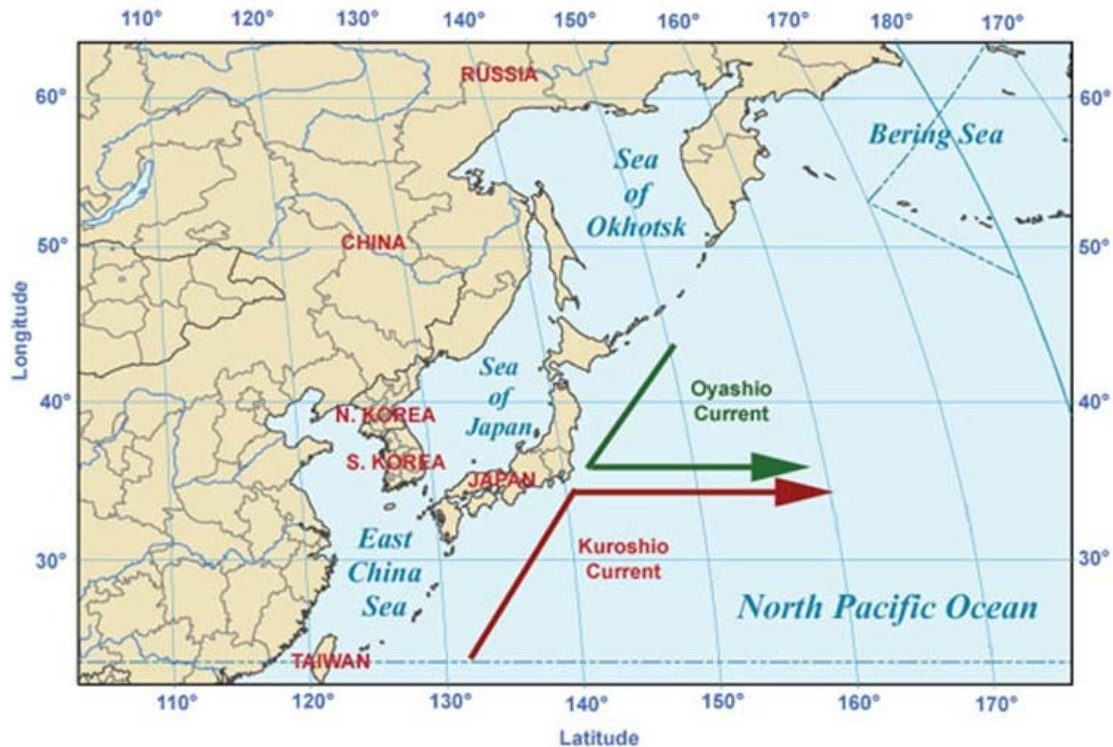 110° 120° 130° 140° 150° 160° 170° 180° 170°
RUSSIA
60° 60°
Bering Sea
Sea
of
Okhotsk
CHINA
50° 50°
Longitude
Sea
of
Japan
Oyashio
Current
40° 40°
N. KOREA
S. KOREA
JAPAN
East
China
Sea
Kuroshio
Current
30° 30°
North Pacific Ocean
TAIWAN
110° 120° 130° 140° 150° 160° 170°
Latitude